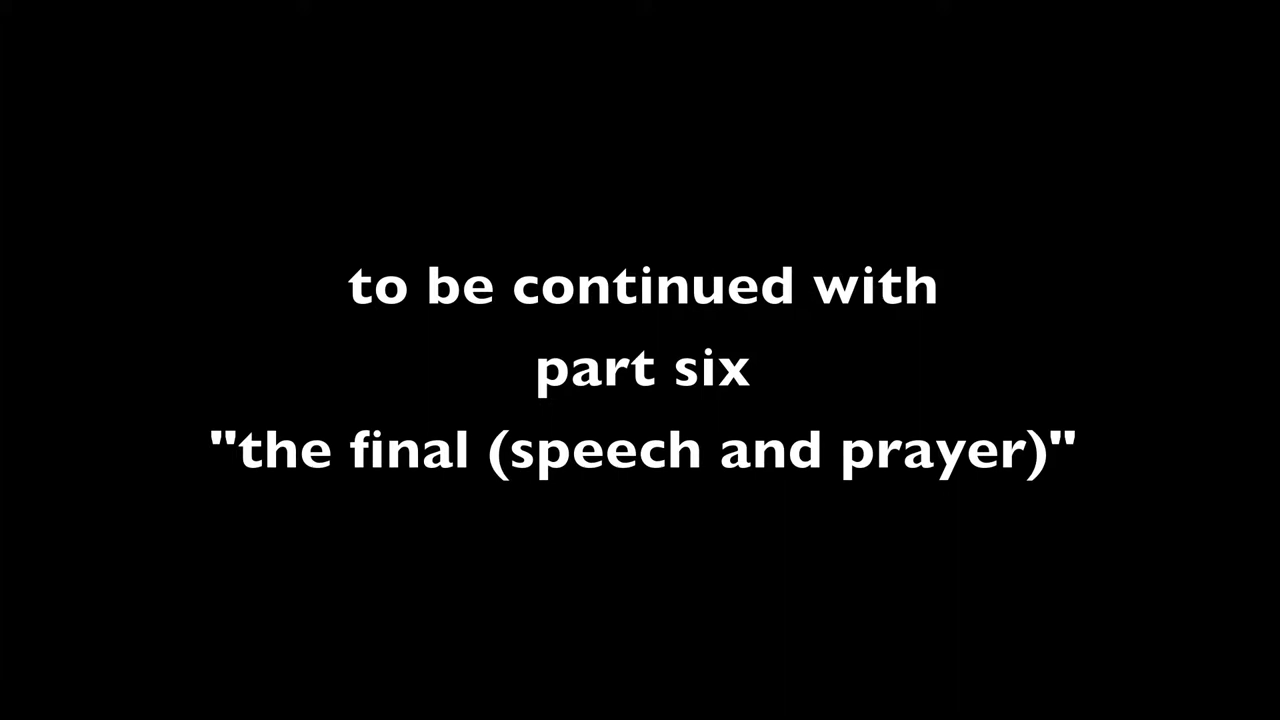 to be continued with
part six
"the final (speech and prayer)"